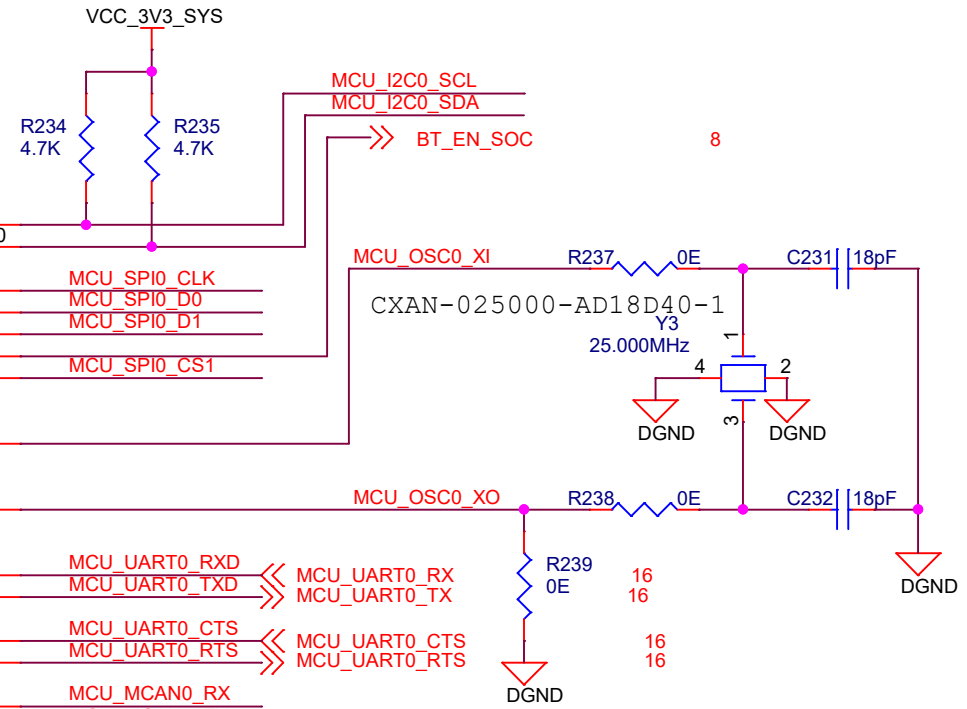 VCC_3V3_SYS
MCU_I2C0_SCL
MCU_I2C0_SDA
R234
4.7K
R235
4.7K
BT_EN_SOC 8
0
MCU_OSC0_XI R237 0E C231 18pF
MCU_SPI0_CLK
MCU_SPI0_D0
MCU_SPI0_D1
MCU_SPI0_CS1
CXAN-025000-AD18D40-1
Y3
25.000MHz
1
4 2
3
DGND DGND
MCU_OSC0_XO R238 0E C232 18pF
R239
0E
DGND
MCU_UART0_RXD MCU_UART0_RX 16
MCU_UART0_TXD MCU_UART0_TX 16
MCU_UART0_CTS MCU_UART0_CTS 16
MCU_UART0_RTS MCU_UART0_RTS 16
DGND
MCU_MCAN0_RX